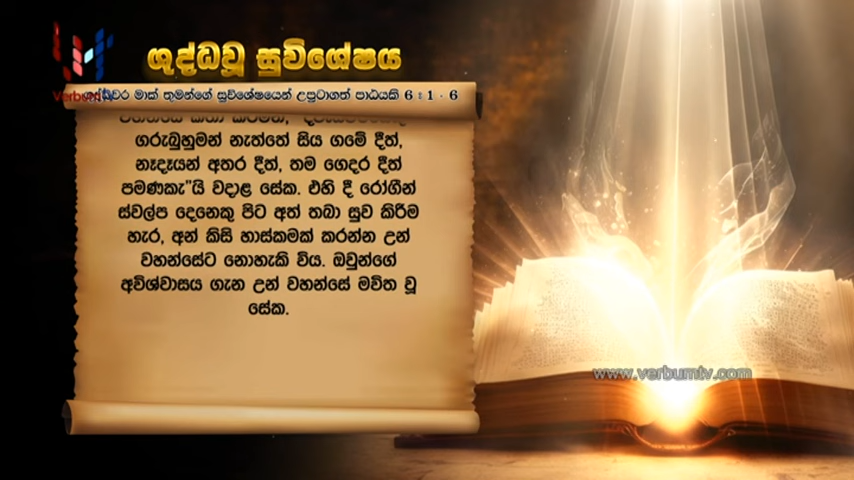 ශුද්ධවූ සුවිශේෂය
ශුද්ධවර මාක් තුමන්ගේ සුවිශේෂයෙන් උපුටාගත් පාඨයකි 6 : 1 - 6
Verbum
ගරුබුහුමන් නැත්තේ සිය ගමේ දීත්,
නෑදෑයන් අතර දීත්, තම ගෙදර දීත්
පමණකැ"යි වදාළ සේක. එහි දී රෝගීන්
ස්වල්ප දෙනෙකු පිට අත් තබා සුව කිරීම
හැර, අන් කිසි හාස්කමක් කරන්න උන්
වහන්සේට නොහැකි විය. ඔවුන්ගේ
අවිශ්වාසය ගැන උන් වහන්සේ මවිත වූ
සේක.
www.verbumtv.com